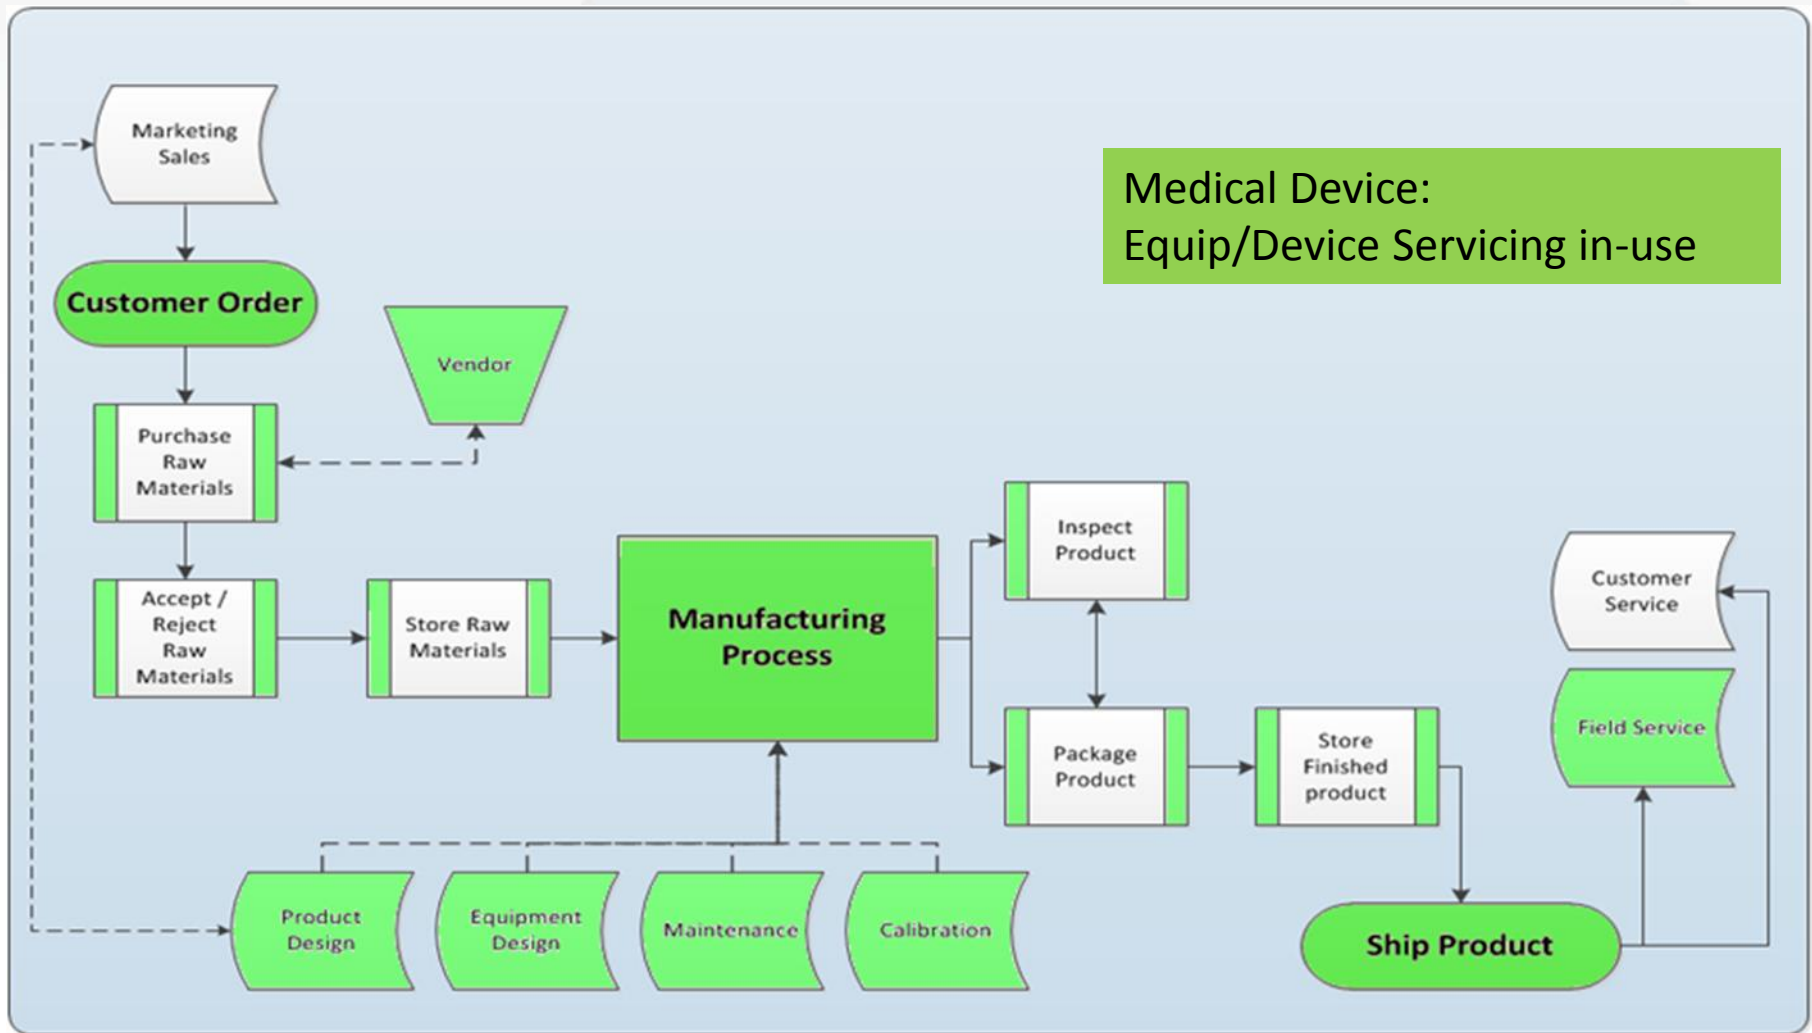 Marketing
Sales
Medical Device:
Equip/Device Servicing in-use
Customer Order
Vendor
Purchase
Raw
Materials
Accept /
Reject
Raw
Materials
Store Raw
Materials
Manufacturing
Process
Inspect
Product
Package
Product
Store
Finished
product
Customer
Service
Field Service
Product
Design
Equipment
Design
Maintenance
Calibration
Ship Product